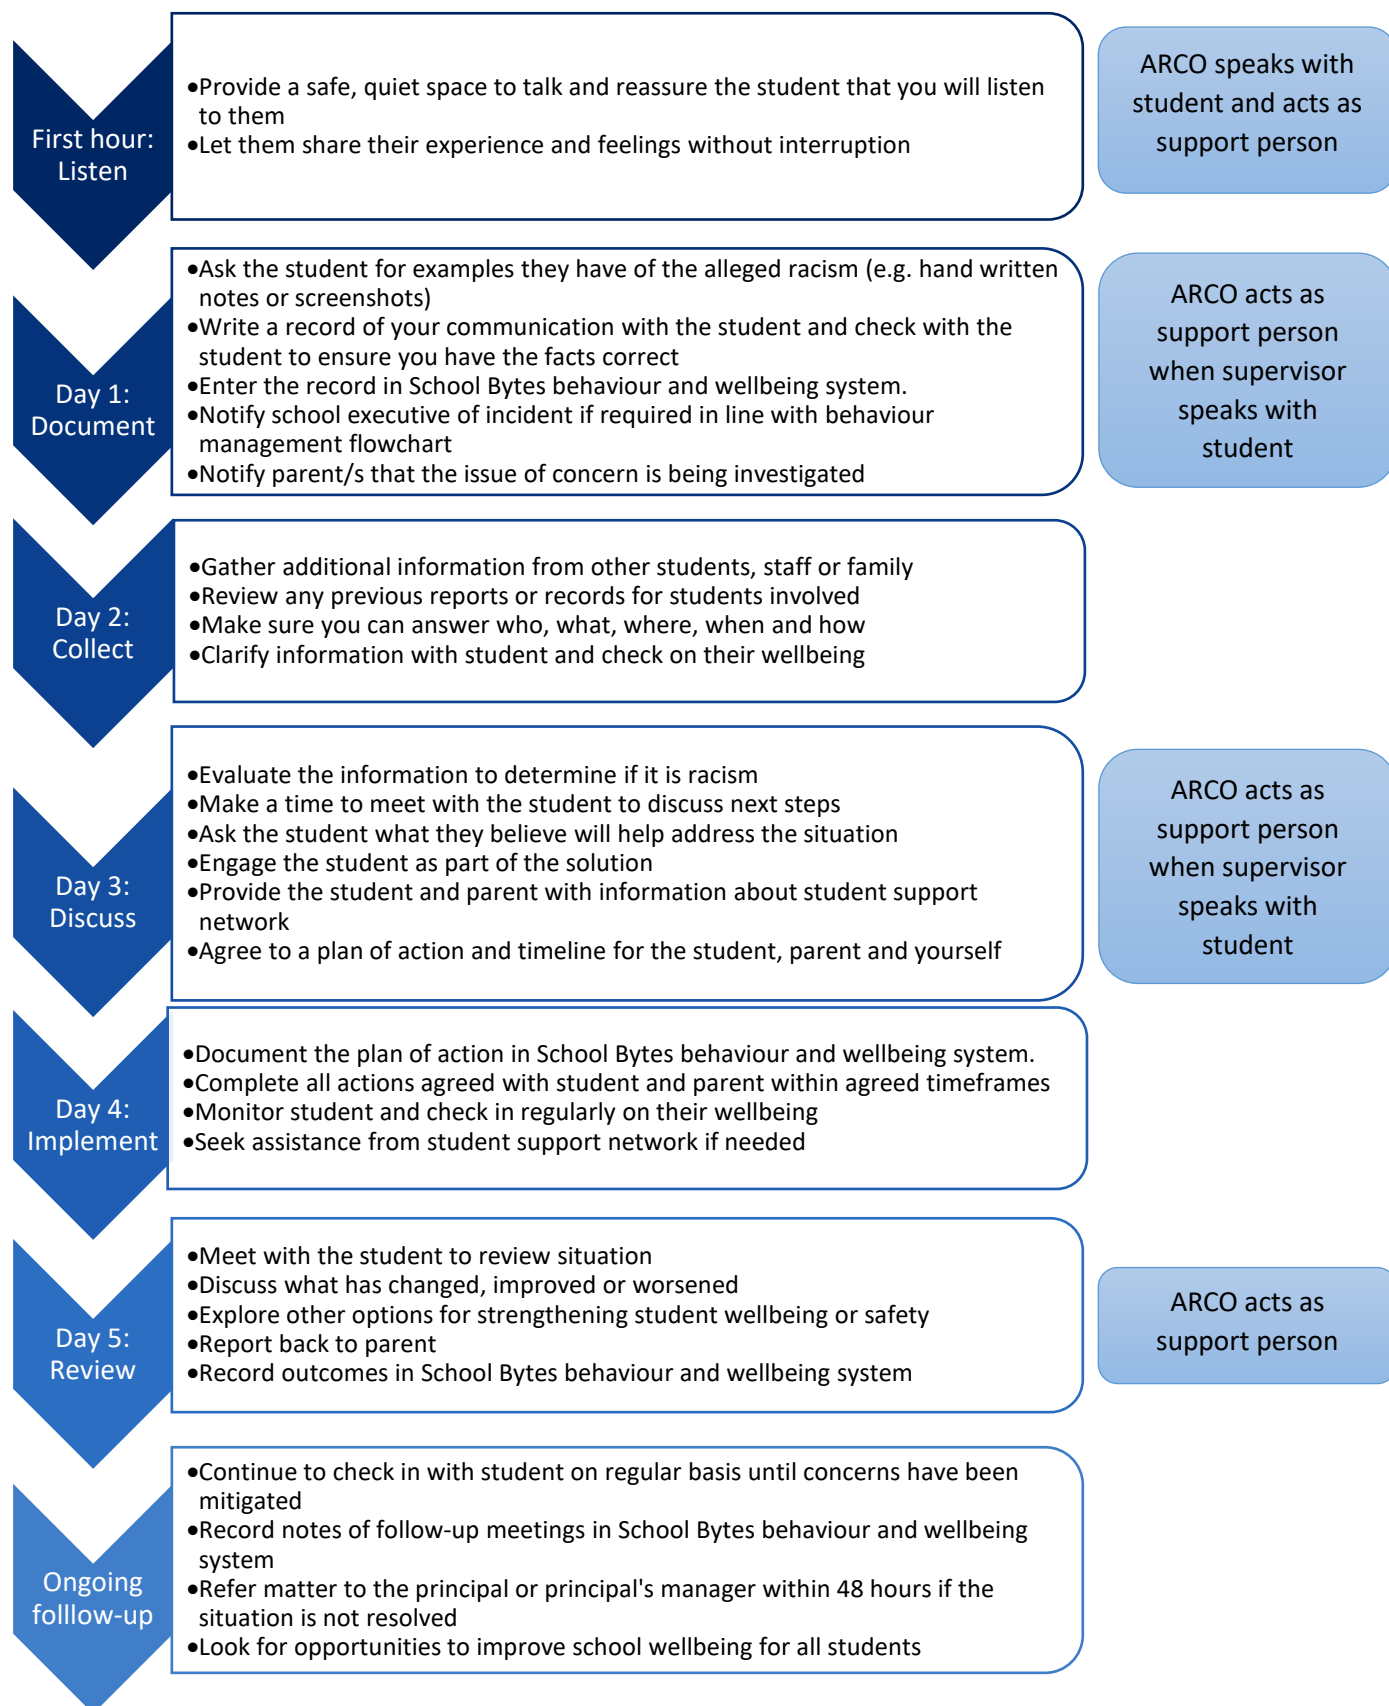 First hour:
Listen
•Provide a safe, quiet space to talk and reassure the student that you will listen
to them
•Let them share their experience and feelings without interruption
ARCO speaks with
student and acts as
support person
Day 1:
Document
•Ask the student for examples they have of the alleged racism (e.g. hand written
notes or screenshots)
•Write a record of your communication with the student and check with the
student to ensure you have the facts correct
•Enter the record in School Bytes behaviour and wellbeing system.
•Notify school executive of incident if required in line with behaviour
management flowchart
•Notify parent/s that the issue of concern is being investigated
ARCO acts as
support person
when supervisor
speaks with
student
Day 2:
Collect
•Gather additional information from other students, staff or family
•Review any previous reports or records for students involved
•Make sure you can answer who, what, where, when and how
•Clarify information with student and check on their wellbeing
Day 3:
Discuss
•Evaluate the information to determine if it is racism
•Make a time to meet with the student to discuss next steps
•Ask the student what they believe will help address the situation
•Engage the student as part of the solution
•Provide the student and parent with information about student support
network
•Agree to a plan of action and timeline for the student, parent and yourself
ARCO acts as
support person
when supervisor
speaks with
student
Day 4:
Implement
•Document the plan of action in School Bytes behaviour and wellbeing system.
•Complete all actions agreed with student and parent within agreed timeframes
•Monitor student and check in regularly on their wellbeing
•Seek assistance from student support network if needed
Day 5:
Review
•Meet with the student to review situation
•Discuss what has changed, improved or worsened
•Explore other options for strengthening student wellbeing or safety
•Report back to parent
•Record outcomes in School Bytes behaviour and wellbeing system
ARCO acts as
support person
Ongoing
folllow-up
•Continue to check in with student on regular basis until concerns have been
mitigated
•Record notes of follow-up meetings in School Bytes behaviour and wellbeing
system
•Refer matter to the principal or principal's manager within 48 hours if the
situation is not resolved
•Look for opportunities to improve school wellbeing for all students